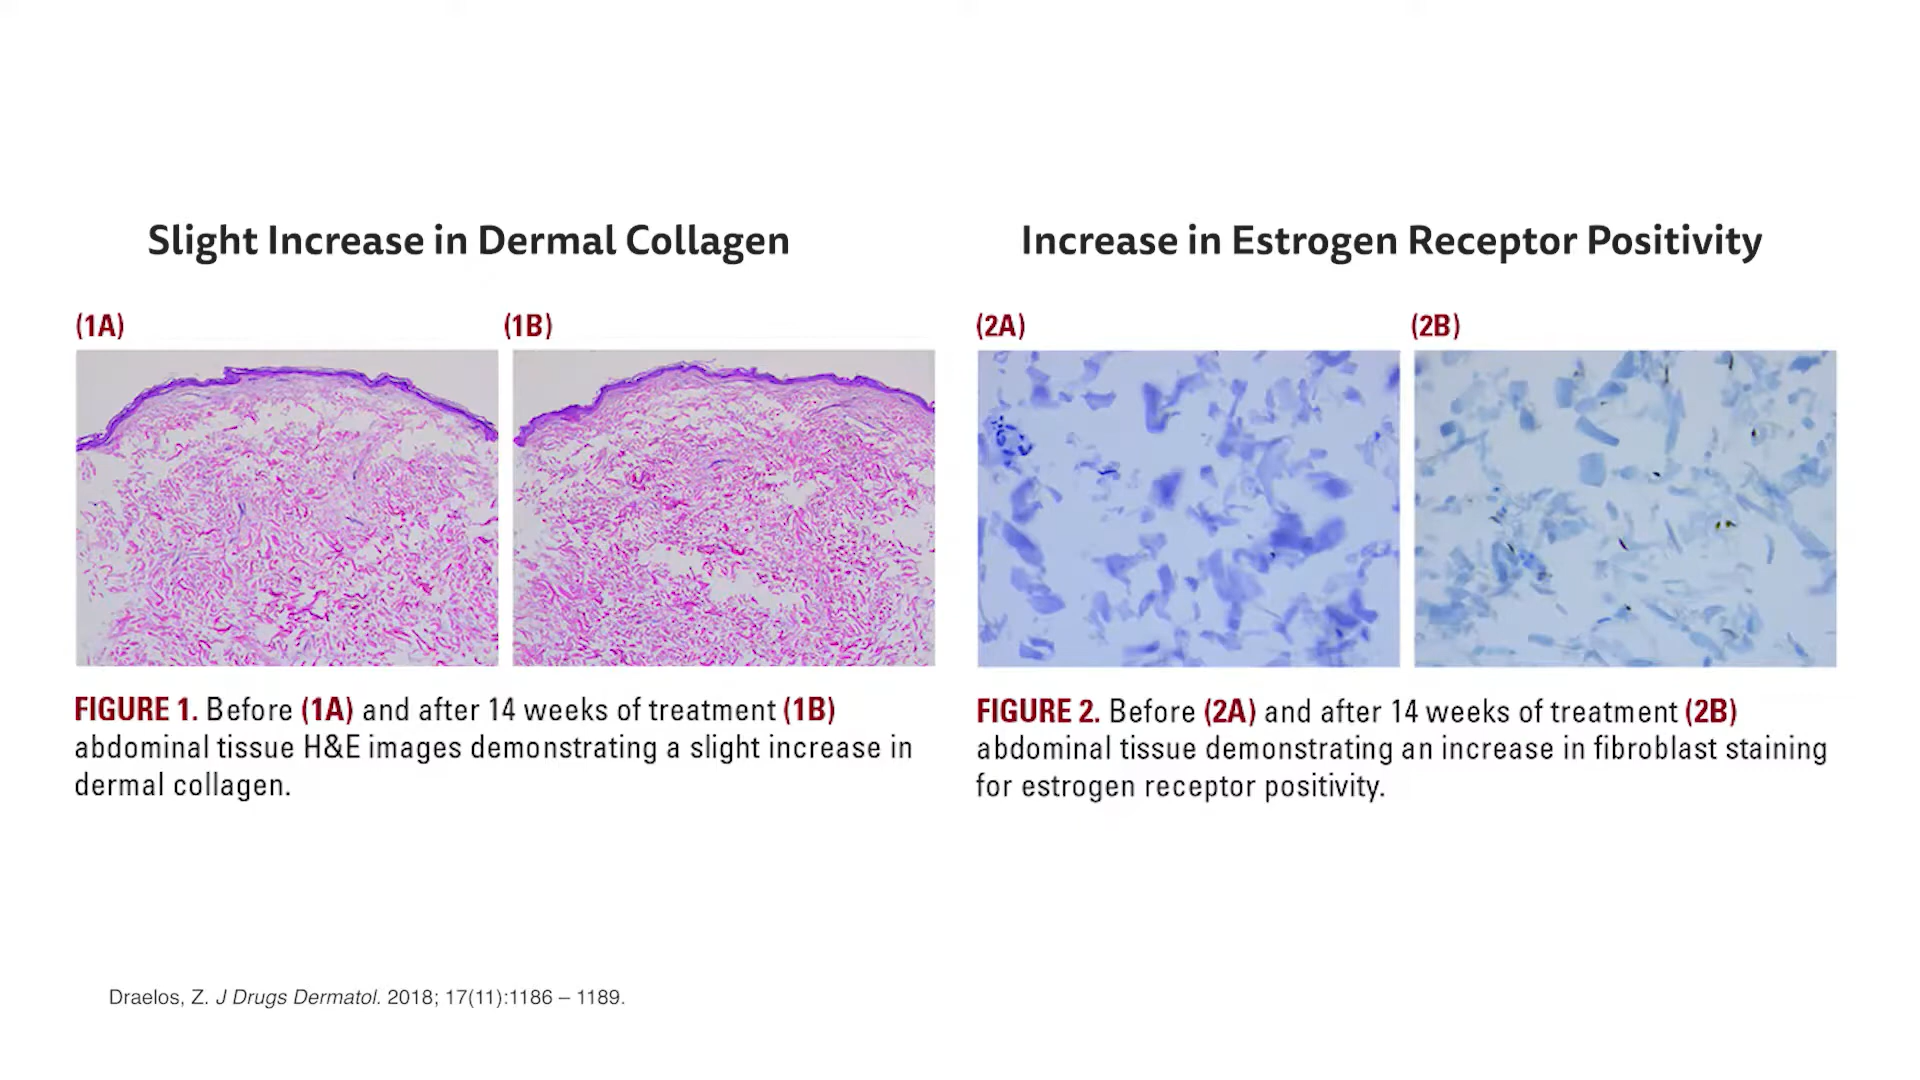 Slight Increase in Dermal Collagen
(1A)
(1B)
FIGURE 1. Before (1A) and after 14 weeks of treatment (1B)
abdominal tissue H&E images demonstrating a slight increase in
dermal collagen.
Increase in Estrogen Receptor Positivity
(2A)
(2B)
FIGURE 2. Before (2A) and after 14 weeks of treatment (2B)
abdominal tissue demonstrating an increase in fibroblast staining
for estrogen receptor positivity.
Draelos, Z. J Drugs Dermatol. 2018; 17(11):1186 – 1189.